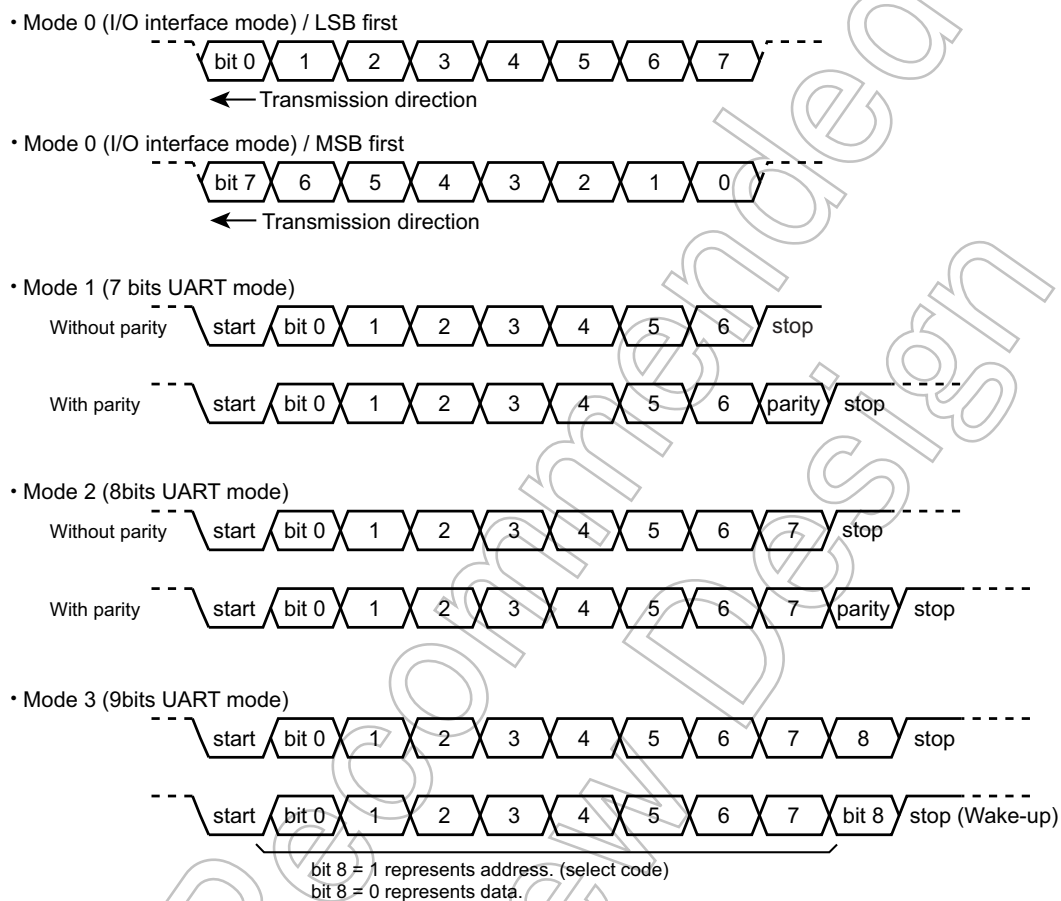 ・Mode 0 (I/O interface mode) / LSB first
bit 0 1 2 3 4 5 6 7
Transmission direction
・Mode 0 (I/O interface mode) / MSB first
bit 7 6 5 4 3 2 1 0
Transmission direction
・Mode 1 (7 bits UART mode)
Without parity start bit 0 1 2 3 4 5 6 stop
With parity start bit 0 1 2 3 4 5 6 parity stop
・Mode 2 (8bits UART mode)
Without parity start bit 0 1 2 3 4 5 6 7 stop
With parity start bit 0 1 2 3 4 5 6 7 parity stop
・Mode 3 (9bits UART mode)
start bit 0 1 2 3 4 5 6 7 8 stop
start bit 0 1 2 3 4 5 6 7 bit 8 stop (Wake-up)
bit 8 = 1 represents address. (select code)
bit 8 = 0 represents data.
Recommended
ew Design